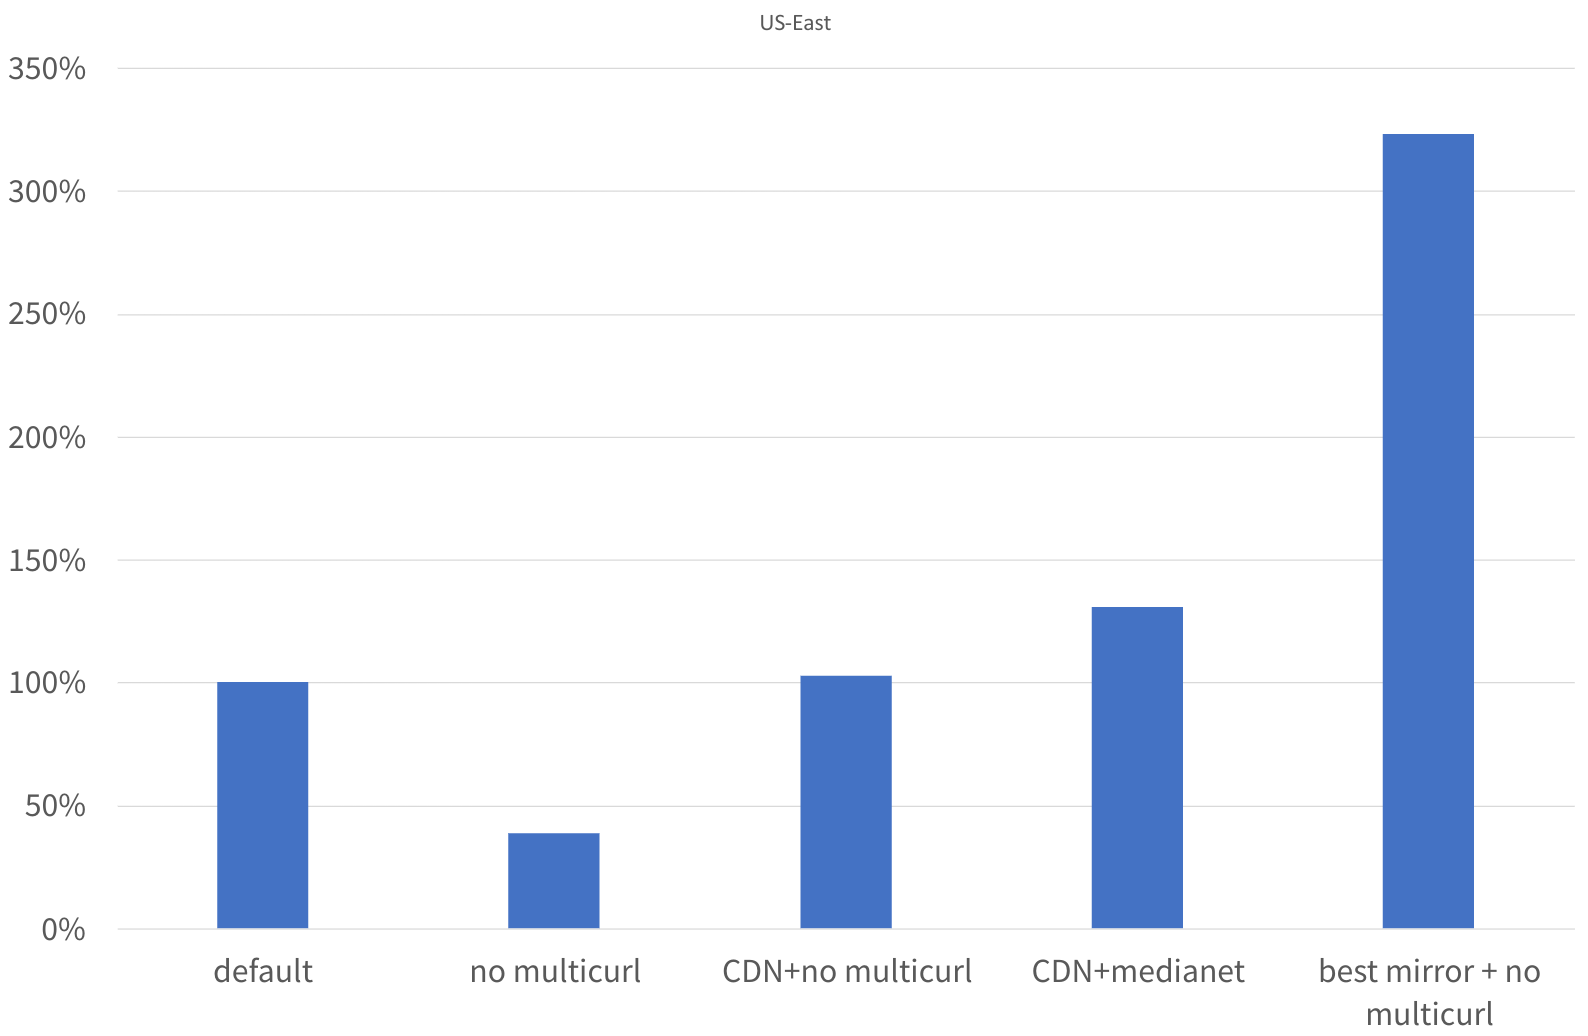 US-East
350%
300%
250%
200%
150%
100%
50%
0%
default
no multicurl
CDN+no multicurl
CDN+medianet
best mirror + no
multicurl